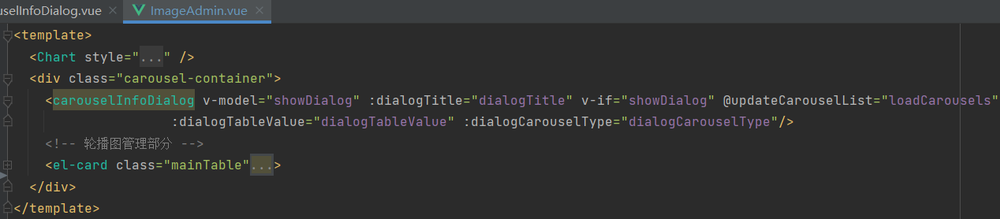 uselInfoDialog.vue × ImageAdmin.vue ×
<template>
<Chart style="..." />
<div class="carousel-container">
<carouselInfoDialog v-model="showDialog" :dialogTitle="dialogTitle" v-if="showDialog" @updateCarouselList="loadCarousels"
:dialogTableValue="dialogTableValue" :dialogCarouselType="dialogCarouselType"/>
<!-- 轮播图管理部分 -->
<el-card class="mainTable"...>
</div>
</template>